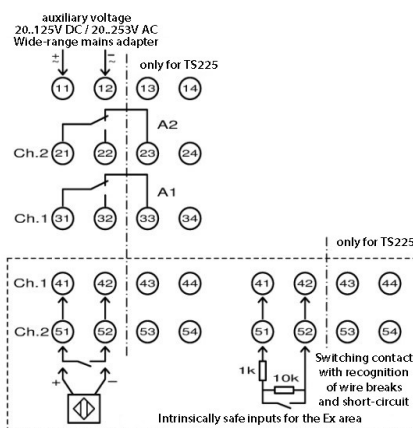 auxiliary voltage
20..125V DC / 20..253V AC
Wide-range mains adapter
only for TS225
11 12 13 14
A2
Ch.2 21 22 23 24
A1
Ch.1 31 32 33 34
only for TS225
Ch.1 41 42 43 44 41 42 43 44
Ch.2 51 52 53 54 51 52 53 54
+ −
1k 10k
Switching contact
with recognition
of wire breaks
and short-circuit
Intrinsically safe inputs for the Ex area